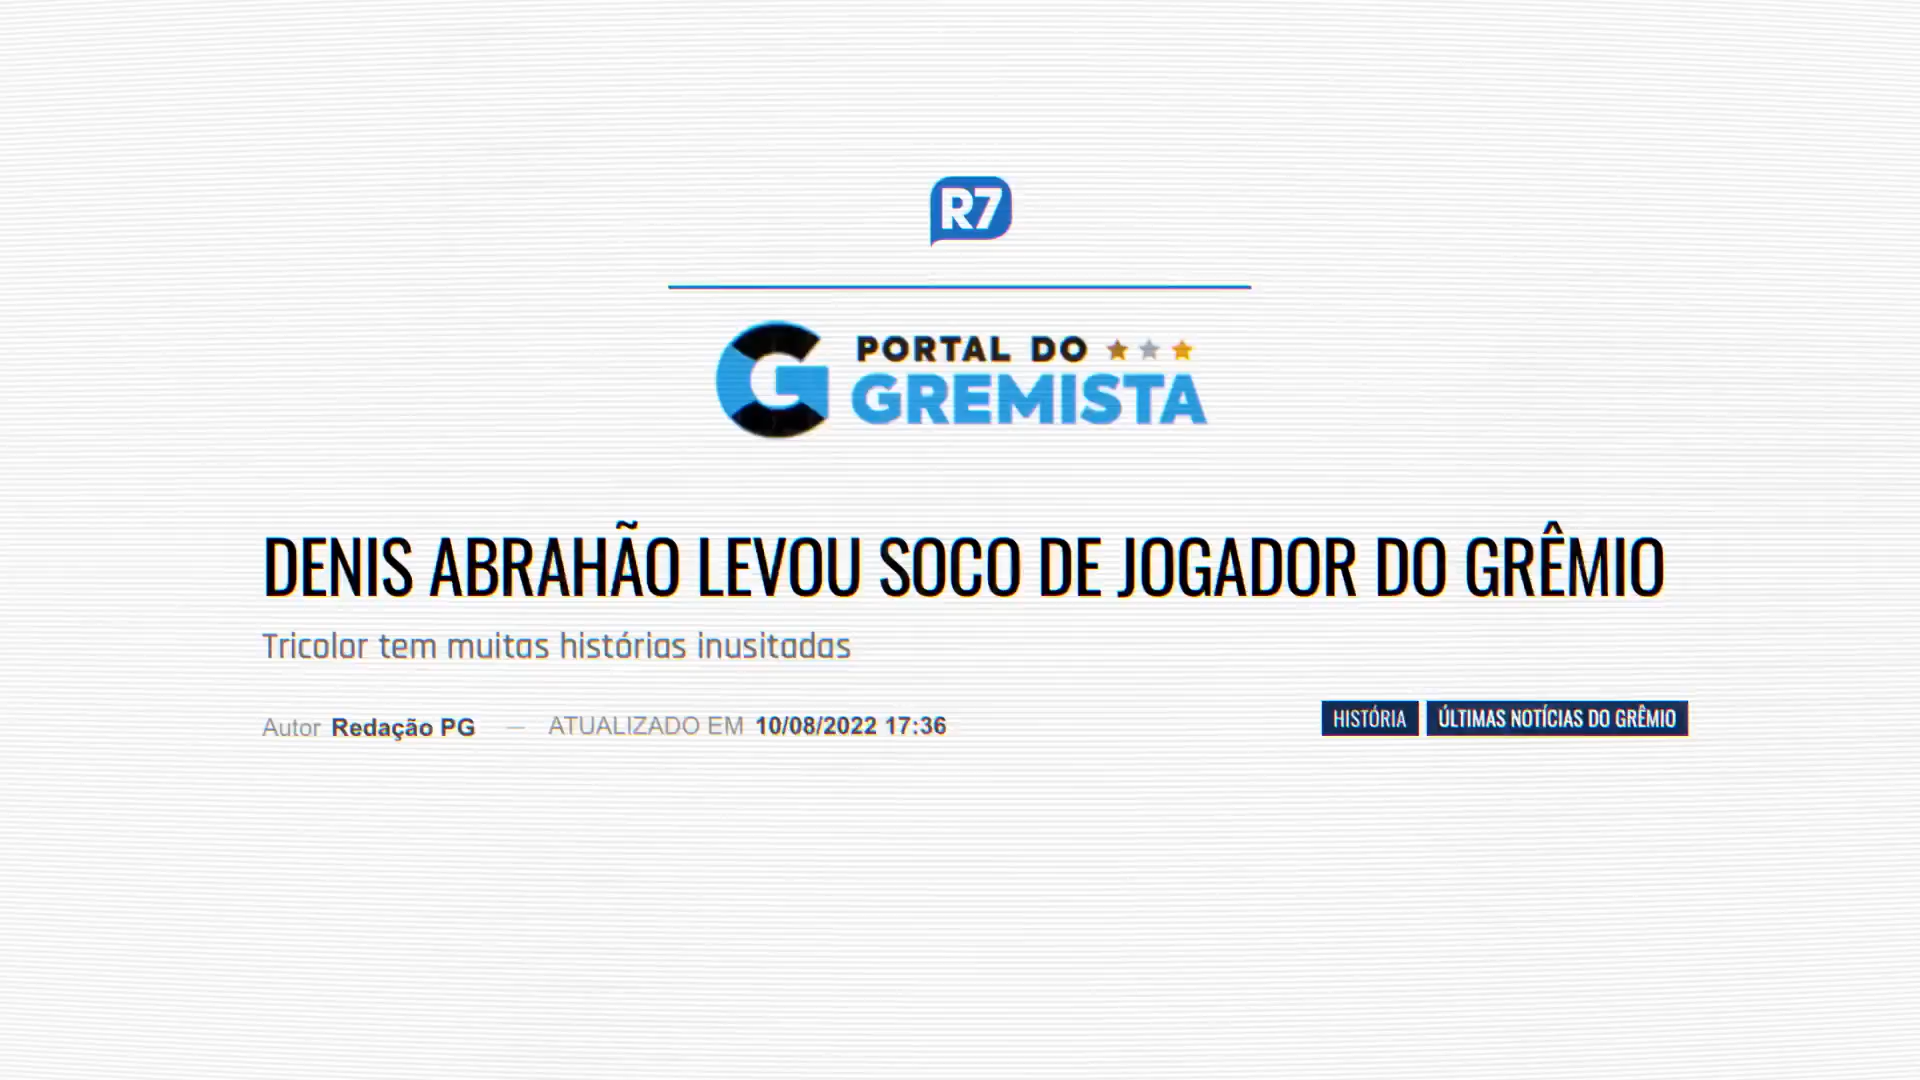 R7
PORTAL DO
GREMISTA
DENIS ABRAHÃO LEVOU SOCO DE JOGADOR DO GRÊMIO
Tricolor tem muitas histórias inusitadas
Autor Redação PG — ATUALIZADO EM 10/08/2022 17:36
HISTÓRIA ÚLTIMAS NOTÍCIAS DO GRÊMIO